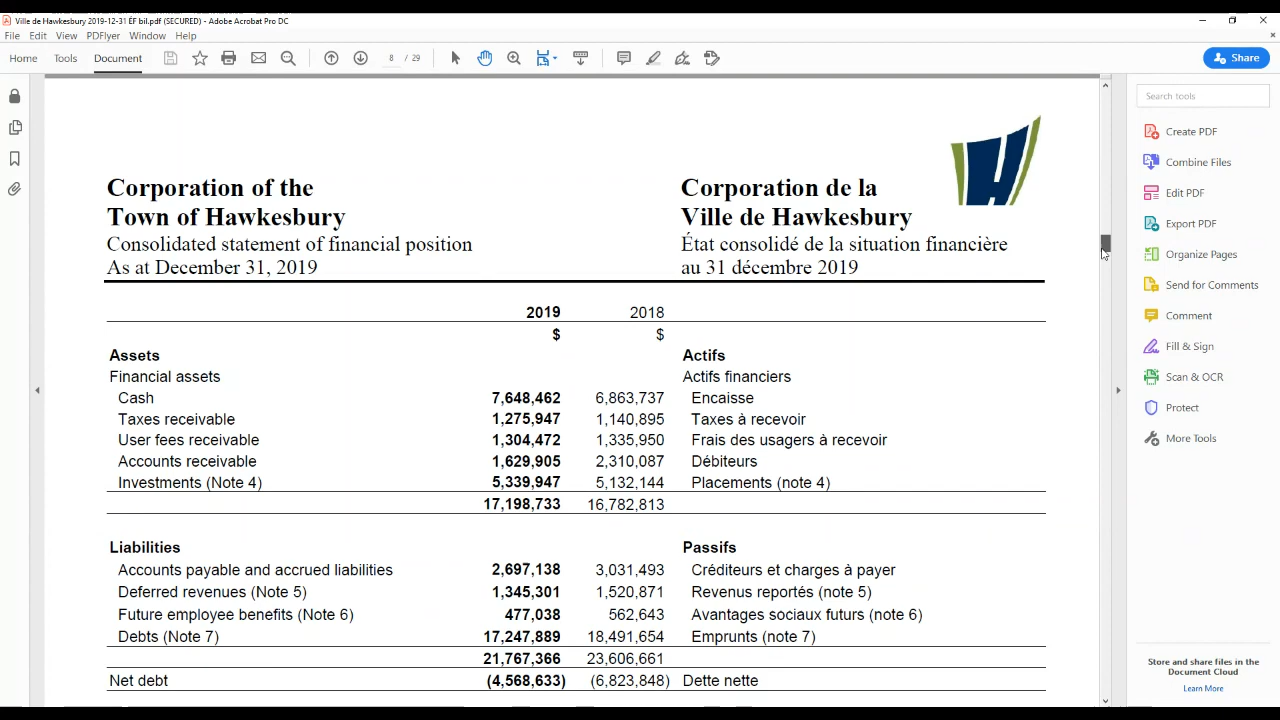 Ville de Hawkesbury 2019-12-31 ÉF bil.pdf (SECURED) - Adobe Acrobat Pro DC
File Edit View PDFlyer Window Help
Home Tools Document 8 / 29 Share
Search tools
Create PDF
Combine Files
Edit PDF
Export PDF
Organize Pages
Send for Comments
Comment
Fill & Sign
Scan & OCR
Protect
More Tools
Store and share files in the
Document Cloud
Learn More
H
Corporation of the Corporation de la
Town of Hawkesbury Ville de Hawkesbury
Consolidated statement of financial position État consolidé de la situation financière
As at December 31, 2019 au 31 décembre 2019
2019 2018
$ $
Assets Actifs
Financial assets Actifs financiers
Cash 7,648,462 6,863,737 Encaisse
Taxes receivable 1,275,947 1,140,895 Taxes à recevoir
User fees receivable 1,304,472 1,335,950 Frais des usagers à recevoir
Accounts receivable 1,629,905 2,310,087 Débiteurs
Investments (Note 4) 5,339,947 5,132,144 Placements (note 4)
17,198,733 16,782,813
Liabilities Passifs
Accounts payable and accrued liabilities 2,697,138 3,031,493 Créditeurs et charges à payer
Deferred revenues (Note 5) 1,345,301 1,520,871 Revenus reportés (note 5)
Future employee benefits (Note 6) 477,038 562,643 Avantages sociaux futurs (note 6)
Debts (Note 7) 17,247,889 18,491,654 Emprunts (note 7)
21,767,366 23,606,661
Net debt (4,568,633) (6,823,848) Dette nette